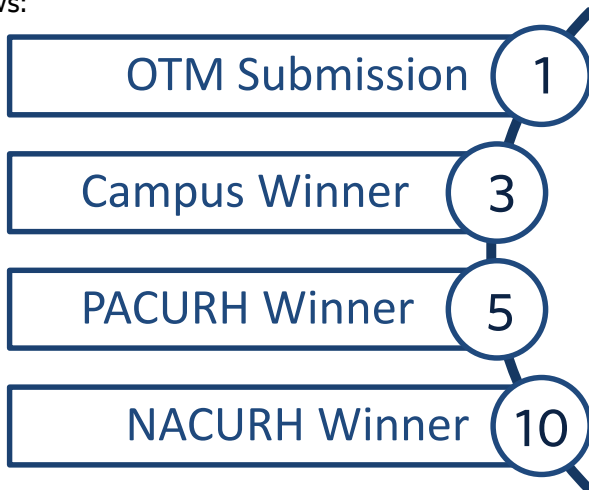 OTM Submission 1
Campus Winner 3
PACURH Winner 5
NACURH Winner 10